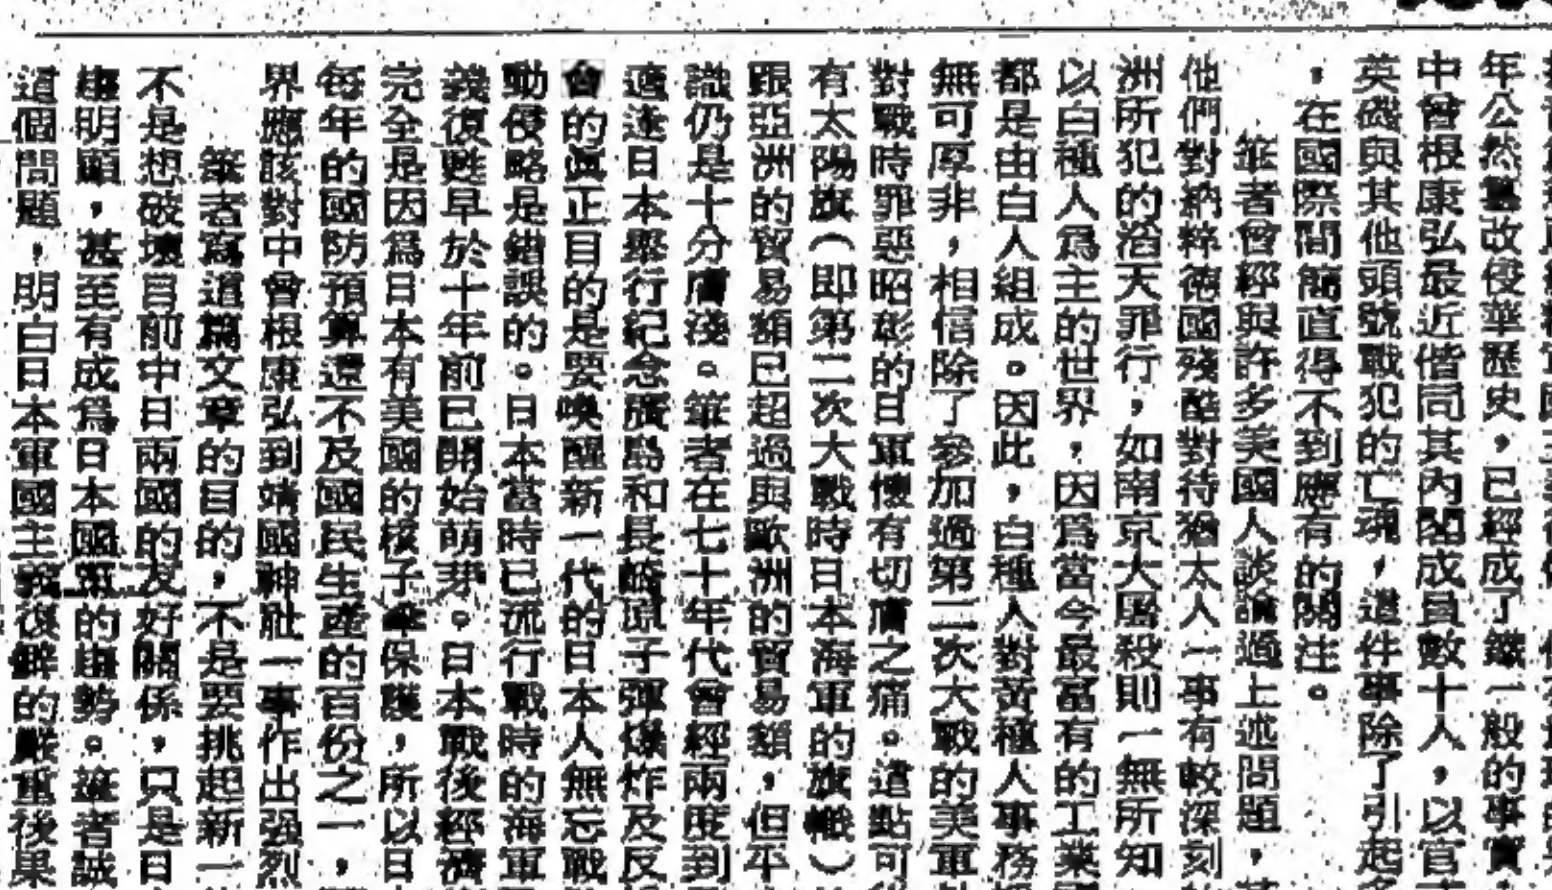 年公然篡改侵華歷史，已經成了鐵一般的事實
中曾根康弘最近偕同其內閣成員數十人，以官
英磯與其他頭號戰犯的亡魂，這件事除了引起
，在國際間簡直得不到應有的關注。
筆者曾經與許多美國人談論過上述問題，
他們對納粹德國殘酷對待猶太人一事有較深刻
洲所犯的滔天罪行，如南京大屠殺則一無所知
以白種人為主的世界，因為當今最富有的工業
都是由白人組成。因此，白種人對黃種人事務
無可厚非，相信除了參加過第二次大戰的美軍
對戰時罪惡昭彰的日軍懷有切膚之痛。這點可
有太陽旗（即第二次大戰時日本海軍的旗幟）
跟亞洲的貿易額已超過與歐洲的貿易額，但平
識仍是十分膚淺。筆者在七十年代曾經兩度到
適逢日本舉行紀念廣島和長崎原子彈爆炸及反
會的真正目的是要喚醒新一代的日本人無忘戰
動侵略是錯誤的。日本當時已流行戰時的海軍
義復甦早於十年前已開始萌芽。日本戰後經濟
完全是因為日本有美國的核子傘保護，所以日
每年的國防預算還不及國民生產的百份之一，
界應該對中曾根康弘到靖國神社一事作出强烈
筆者寫這篇文章的目的，不是要挑起新一
不是想破壞目前中日兩國的友好關係，只是日
趨明顯，甚至有成為日本國策的趨勢。筆者誠
這個問題，明白日本軍國主義復辟的嚴重後果